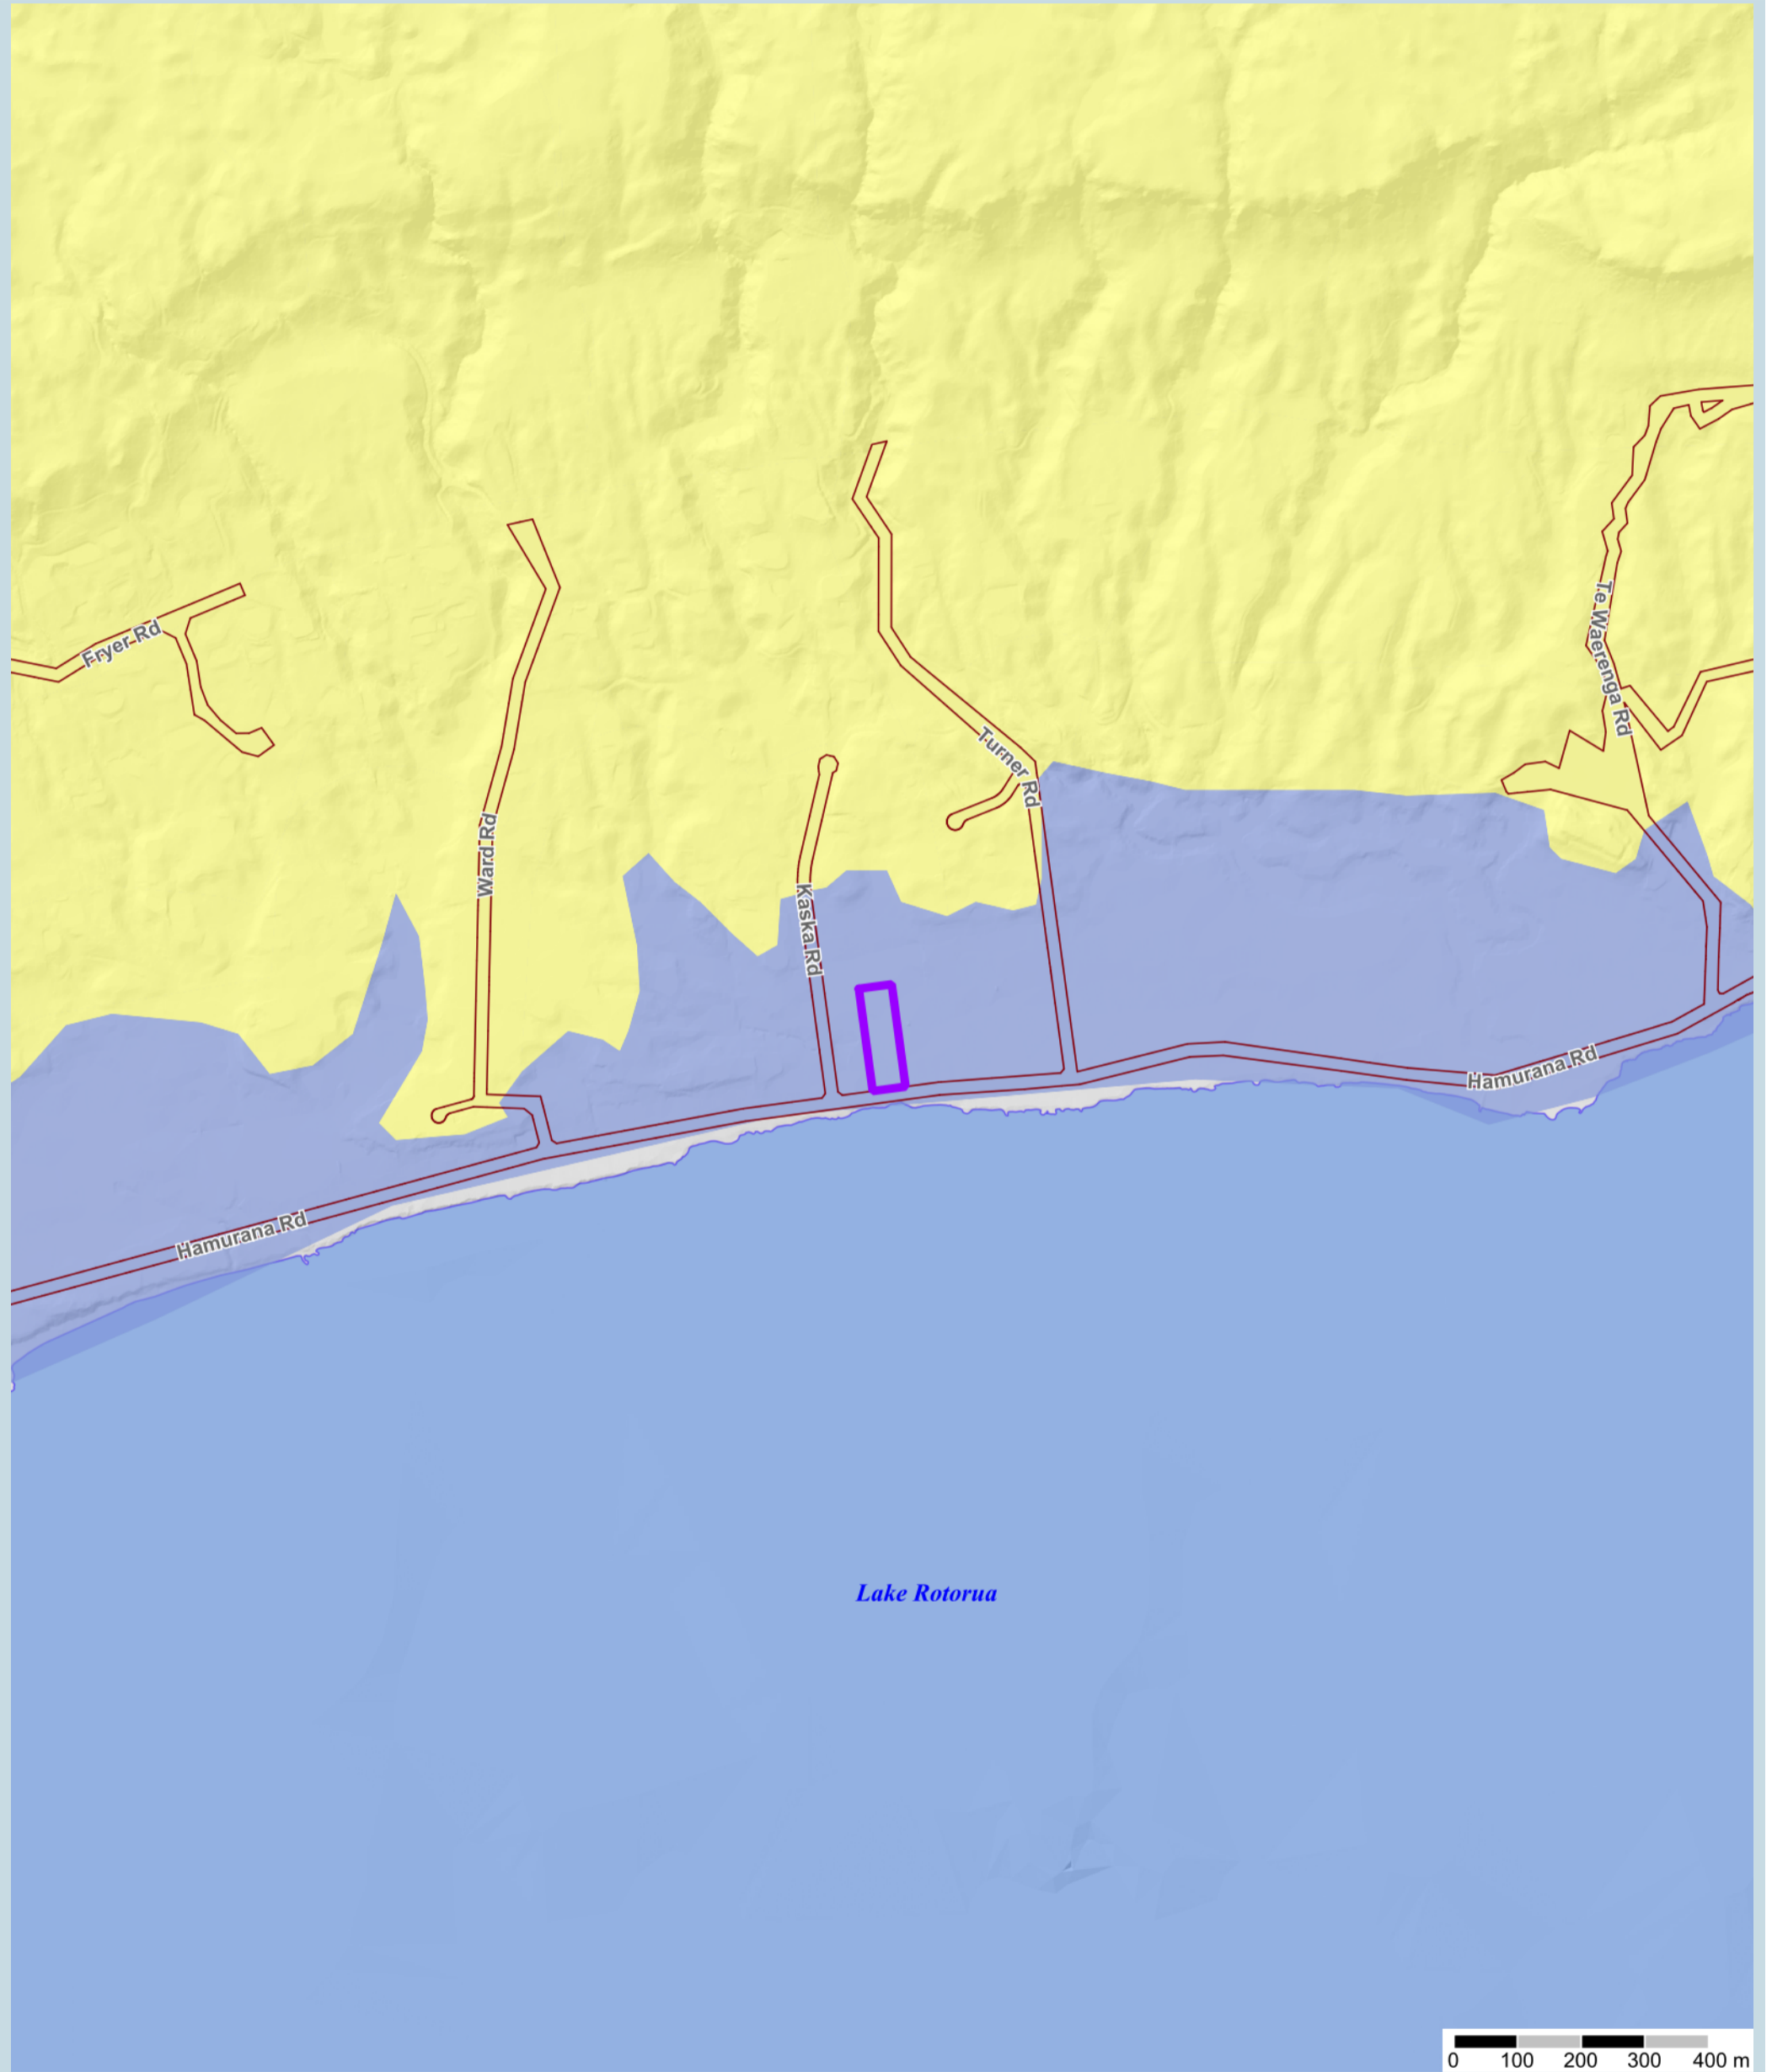 Te Waerenga Rd
Fryer Rd
Turner Rd
Ward Rd
Kaska Rd
Hamurana Rd
Hamurana Rd
Lake Rotorua
0 100 200 300 400 m